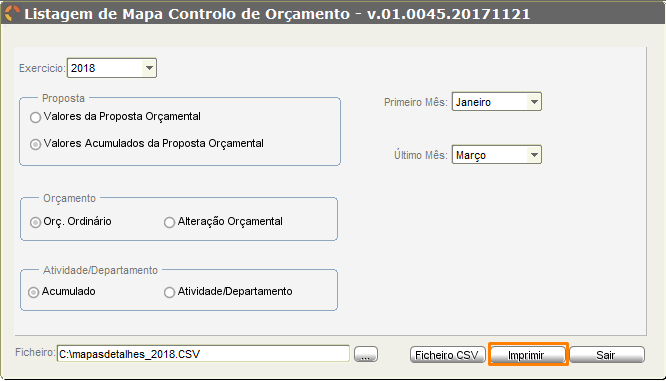 Listagem de Mapa Controlo de Orçamento - v.01.0045.20171121
Exercicio: 2018
Proposta
Valores da Proposta Orçamental
Valores Acumulados da Proposta Orçamental
Primeiro Mês: Janeiro
Último Mês: Março
Orçamento
Orç. Ordinário Alteração Orçamental
Atividade/Departamento
Acumulado Atividade/Departamento
Ficheiro: C:\mapasdetalhes_2018.CSV ... Ficheiro CSV Imprimir Sair